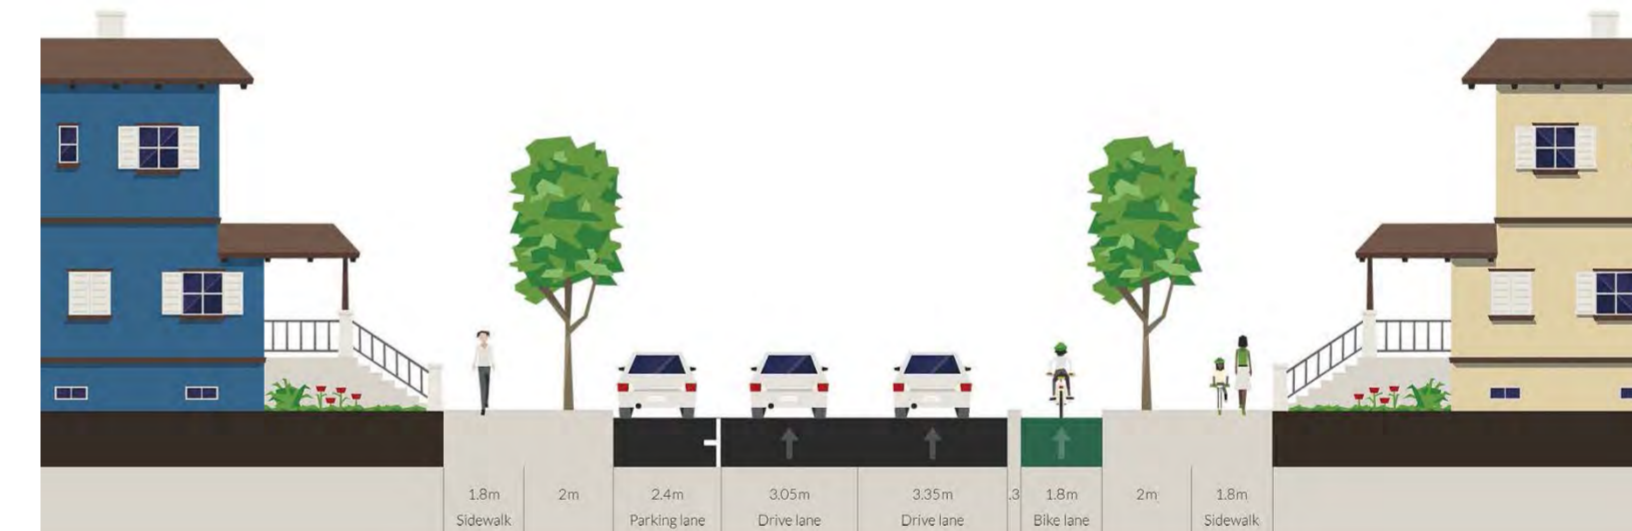 1.8m 2m 2.4m 3.05m 3.35m .3 1.8m 2m 1.8m
Sidewalk Parking lane Drive lane Drive lane Bike lane Sidewalk